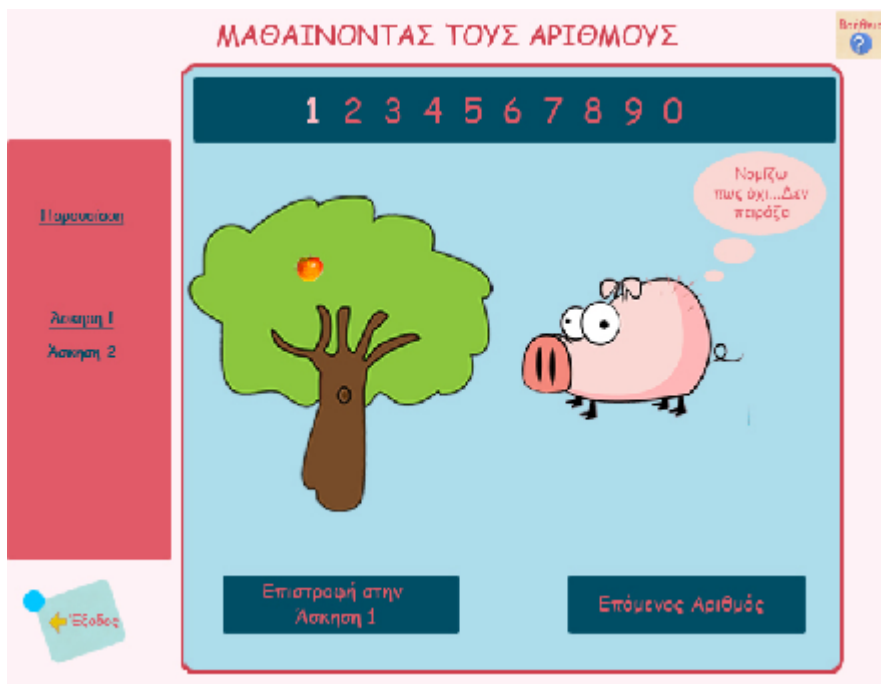 ΜΑΘΑΙΝΟΝΤΑΣ ΤΟΥΣ ΑΡΙΘΜΟΥΣ
Βοήθεια
?
1 2 3 4 5 6 7 8 9 0
Νομίζω
πως όχι...Δεν
πειράζει
Παρουσίαση
Άσκηση 1
Άσκηση 2
Επιστροφή στην
Άσκηση 1
Επόμενος Αριθμός
Έξοδος